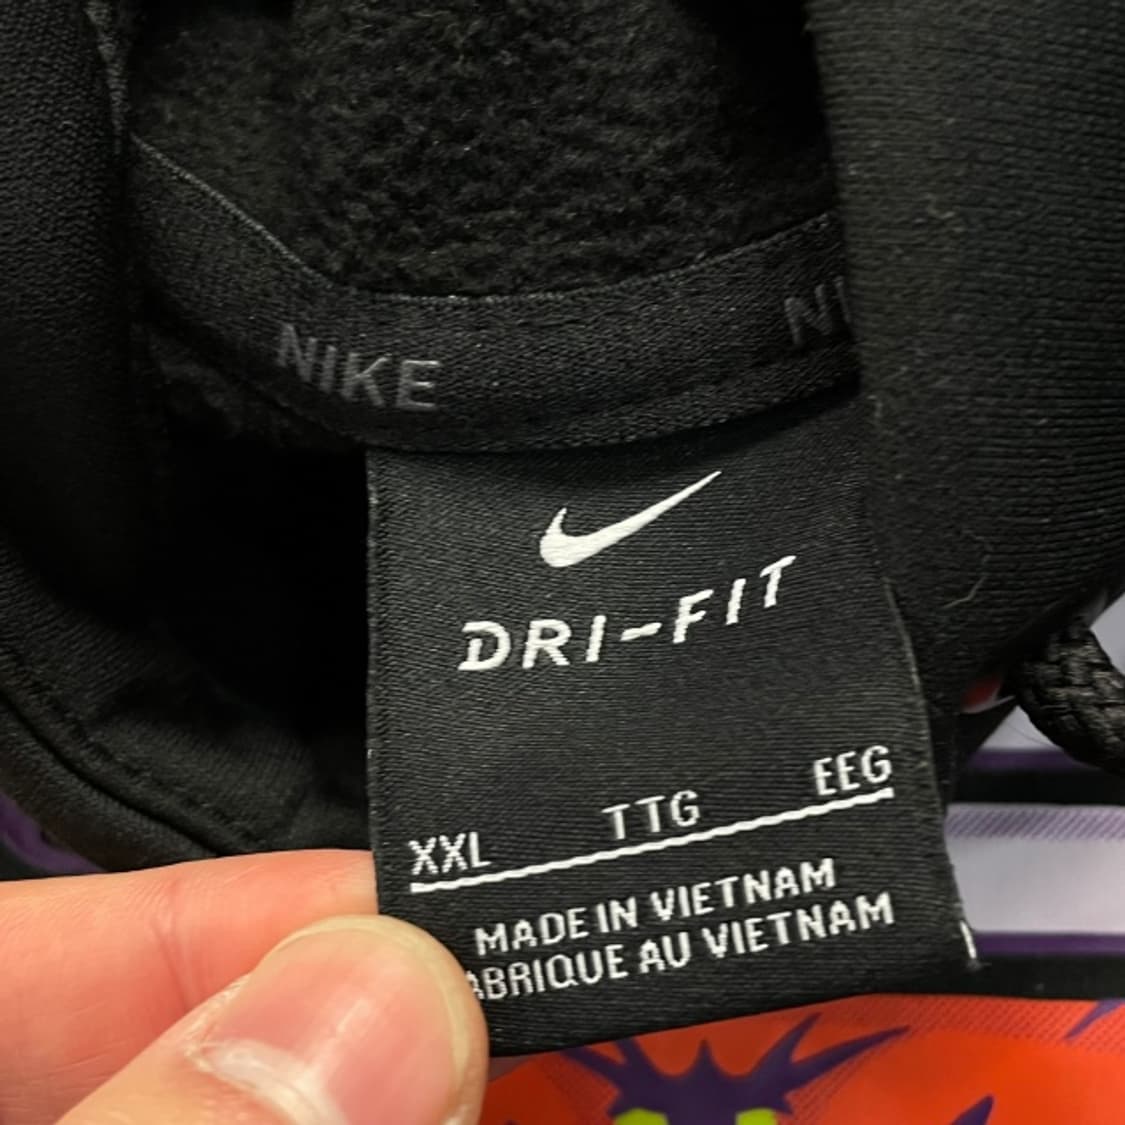 NIKE
DRI-FIT
XXL TTG EEG
MADE IN VIETNAM
ABRIQUE AU VIETNAM